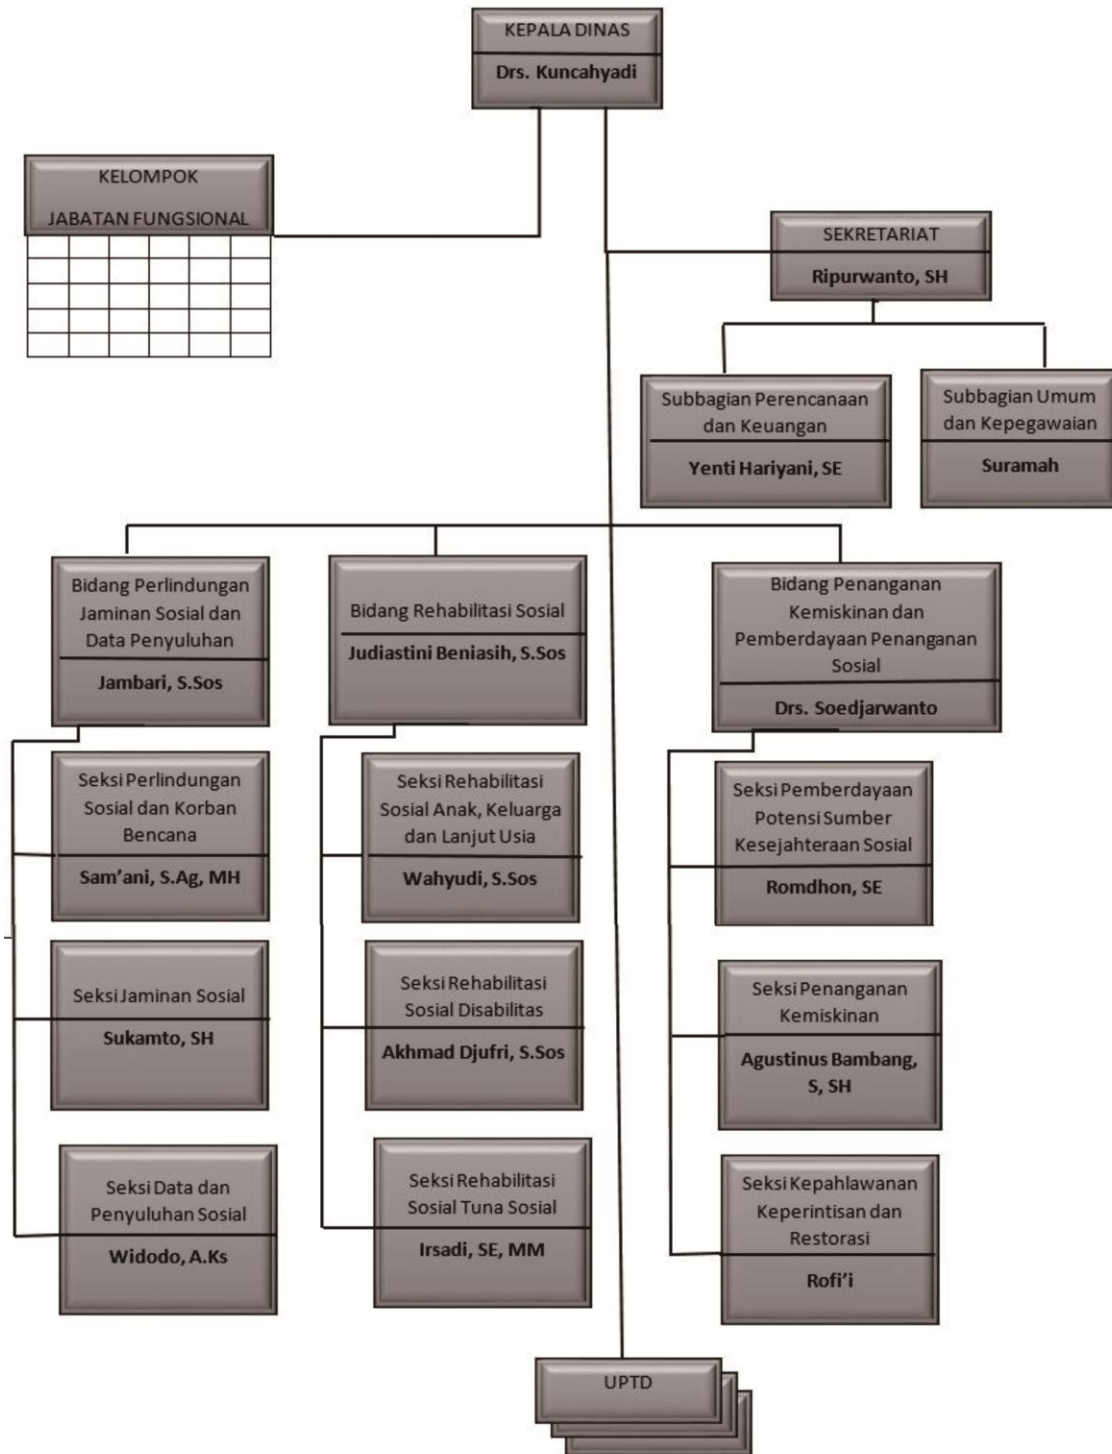 KEPALA DINAS
Drs. Kuncahyadi
KELOMPOK
JABATAN FUNGSIONAL
SEKRETARIAT
Ripurwanto, SH
Subbagian Perencanaan
dan Keuangan
Yenti Hariyani, SE
Subbagian Umum
dan Kepegawaian
Suramah
Bidang Perlindungan
Jaminan Sosial dan
Data Penyuluhan
Jambari, S.Sos
Bidang Rehabilitasi Sosial
Judiastini Beniasih, S.Sos
Bidang Penanganan
Kemiskinan dan
Pemberdayaan Penanganan
Sosial
Drs. Soedjarwanto
Seksi Perlindungan
Sosial dan Korban
Bencana
Sam'ani, S.Ag, MH
Seksi Rehabilitasi
Sosial Anak, Keluarga
dan Lanjut Usia
Wahyudi, S.Sos
Seksi Pemberdayaan
Potensi Sumber
Kesejahteraan Sosial
Romdhon, SE
Seksi Jaminan Sosial
Sukamto, SH
Seksi Rehabilitasi
Sosial Disabilitas
Akhmad Djufri, S.Sos
Seksi Penanganan
Kemiskinan
Agustinus Bambang,
S, SH
Seksi Data dan
Penyuluhan Sosial
Widodo, A.Ks
Seksi Rehabilitasi
Sosial Tuna Sosial
Irsadi, SE, MM
Seksi Kepahlawanan
Keperintisan dan
Restorasi
Rofi'i
UPTD